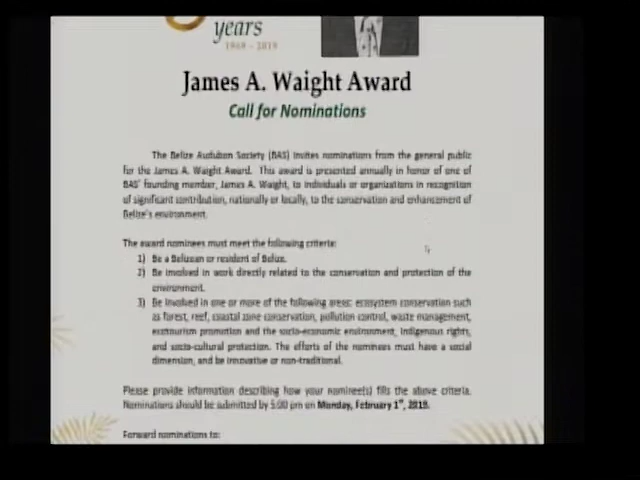 years
1969 - 2019
James A. Waight Award
Call for Nominations
The Belize Audubon Society (BAS) invites nominations from the general public
for the James A. Waight Award. This award is presented annually in honor of one of
BAS' founding member, James A. Waight, to individuals or organizations in recognition
of significant contribution, nationally or locally, to the conservation and enhancement of
Belize's environment.
The award nominees must meet the following criteria:
1) Be a Belizean or resident of Belize.
2) Be involved in work directly related to the conservation and protection of the
environment.
3) Be involved in one or more of the following areas: ecosystem conservation such
as forest, reef, coastal zone conservation, pollution control, waste management,
ecotourism promotion and the socio-economic environment, indigenous rights,
and socio-cultural protection. The efforts of the nominees must have a social
dimension, and be innovative or non-traditional.
Please provide information describing how your nominee(s) fills the above criteria.
Nominations should be submitted by 5:00 pm on Monday, February 1st, 2019.
Forward nominations to: